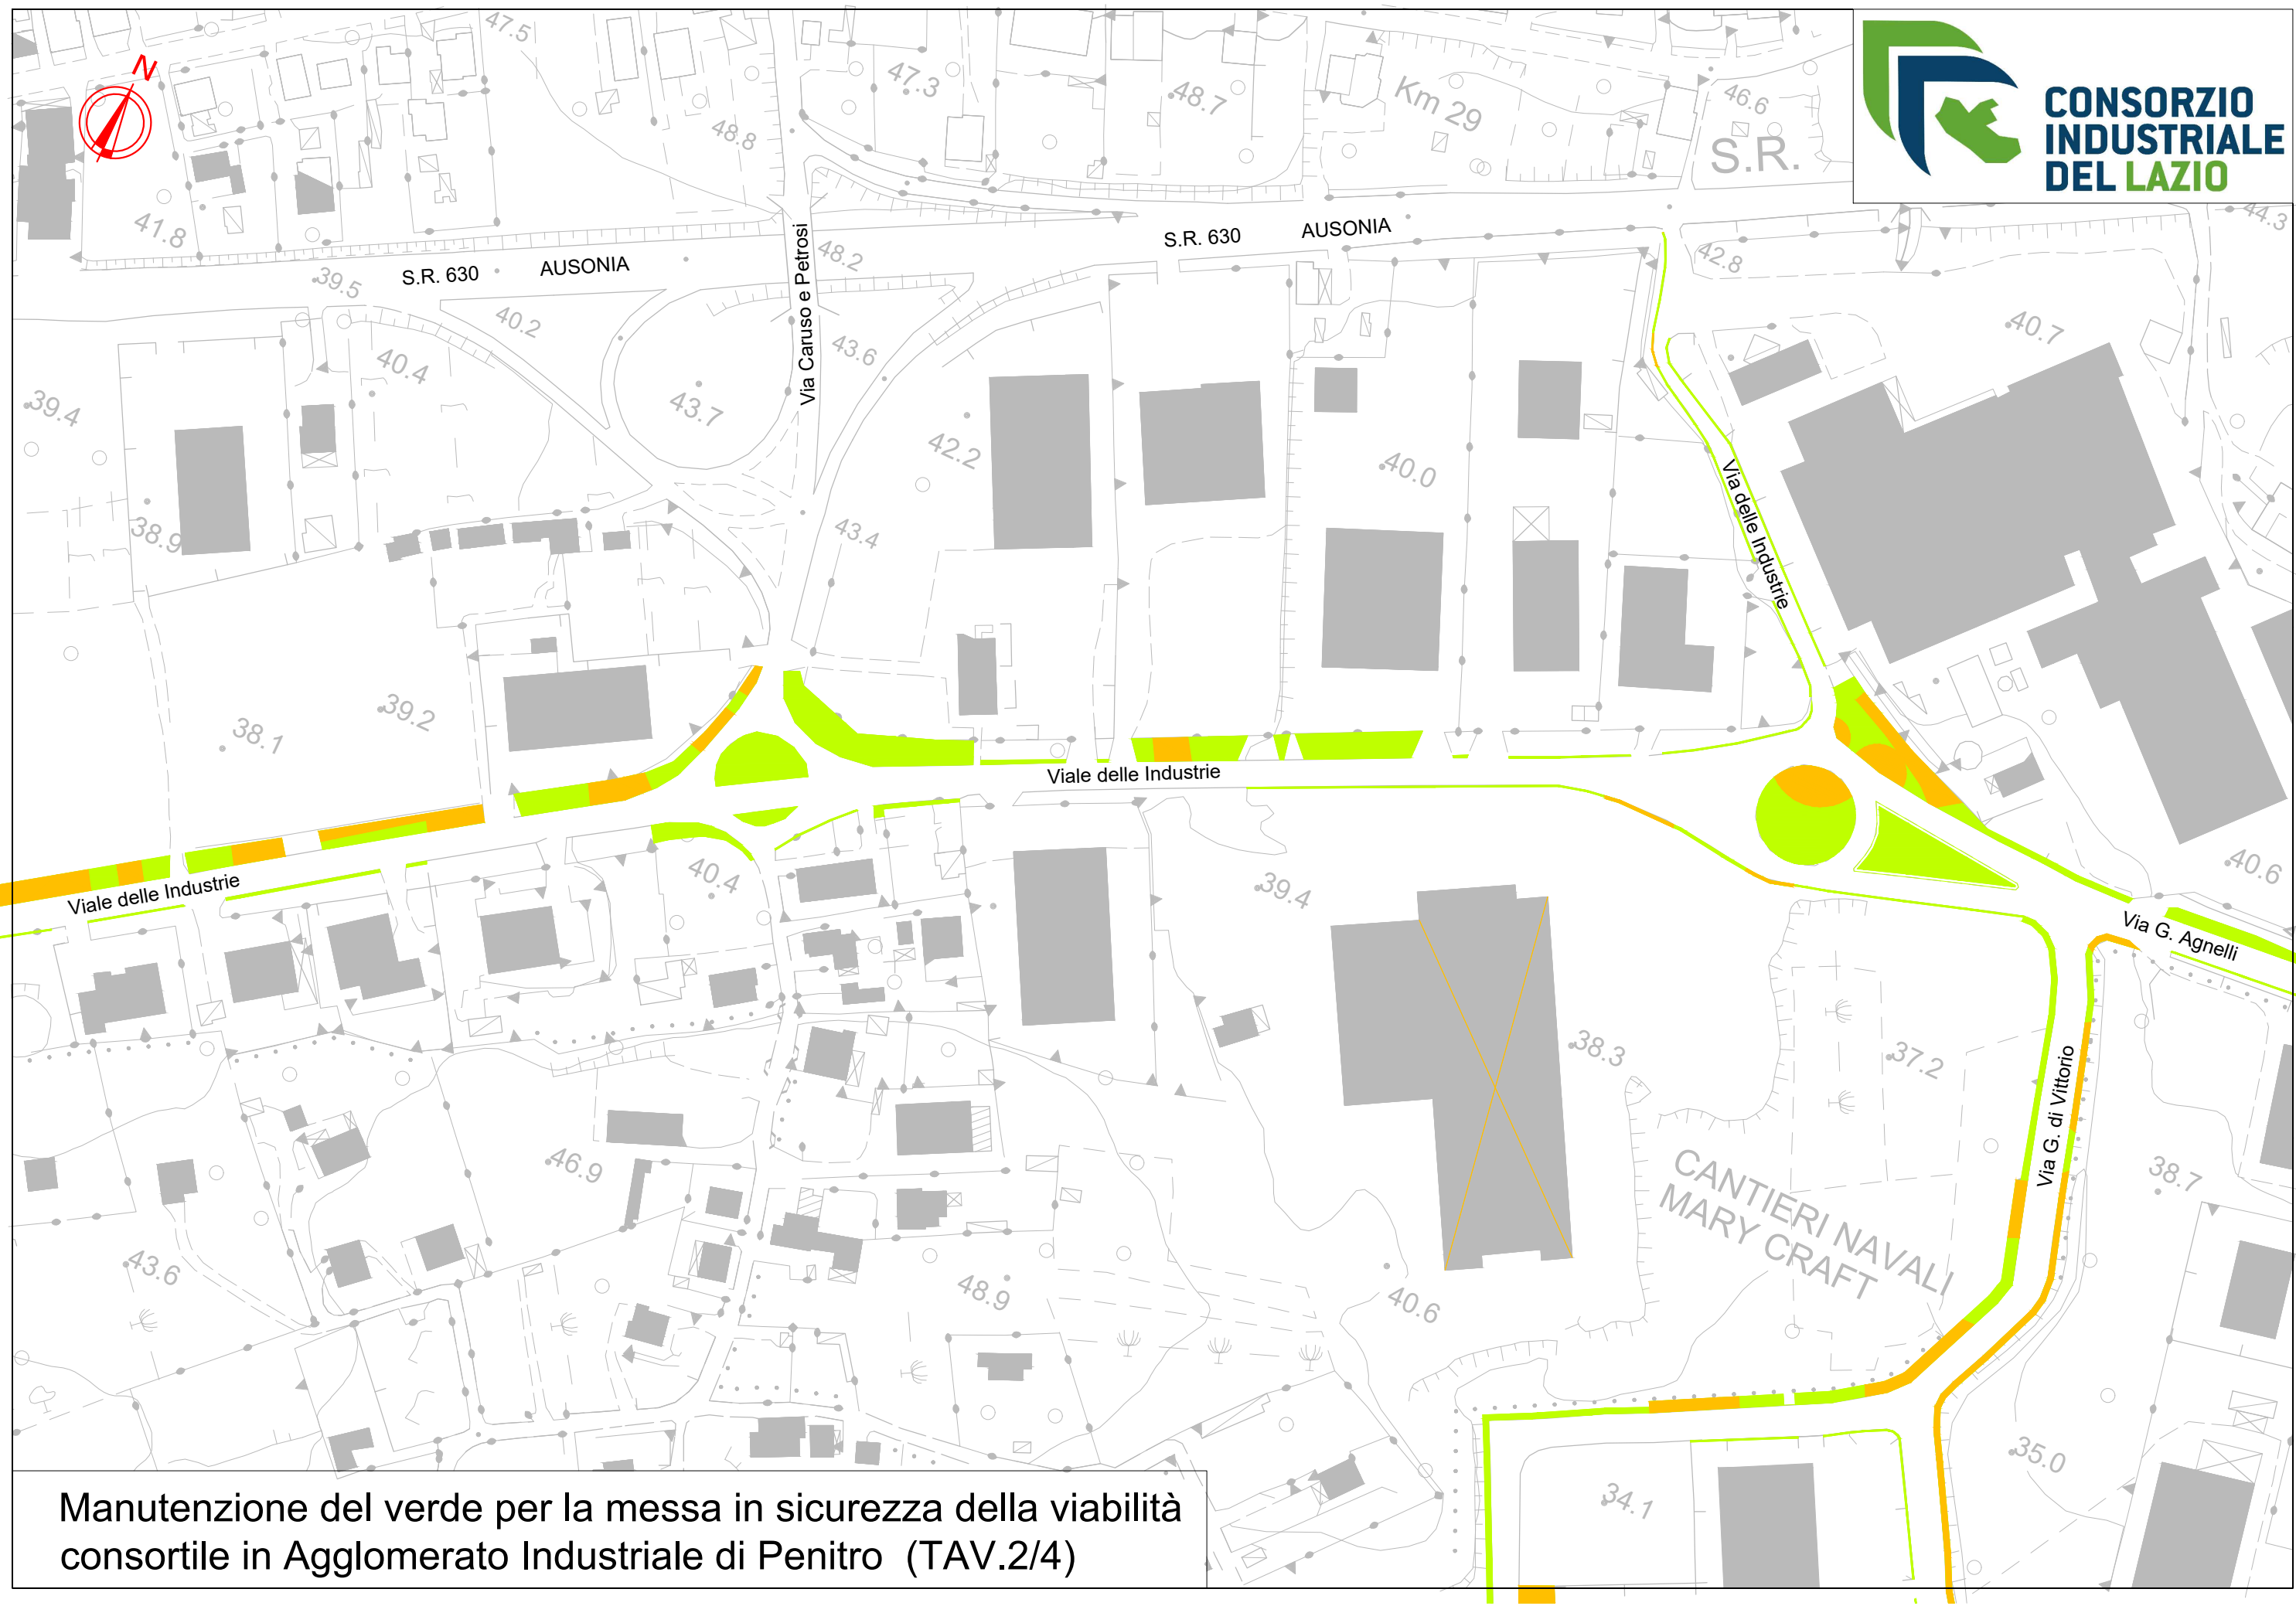 47.5
N
47.3
48.7
Km 29
46.6
S.R.
CONSORZIO
INDUSTRIALE
DEL LAZIO
48.8
41.8
44.3
S.R. 630 AUSONIA
48.2
42.8
S.R. 630 AUSONIA
39.5
Via Caruso e Petrosi
40.2
43.6
40.7
40.4
39.4
43.7
42.2
40.0
38.9
43.4
Via delle Industrie
39.2
38.1
Viale delle Industrie
40.4
39.4
40.6
Viale delle Industrie
Via G. Agnelli
38.3
37.2
Via G. di Vittorio
46.9
38.7
CANTIERI NAVALI
MARY CRAFT
43.6
48.9
40.6
35.0
34.1
Manutenzione del verde per la messa in sicurezza della viabilità
consortile in Agglomerato Industriale di Penitro (TAV.2/4)